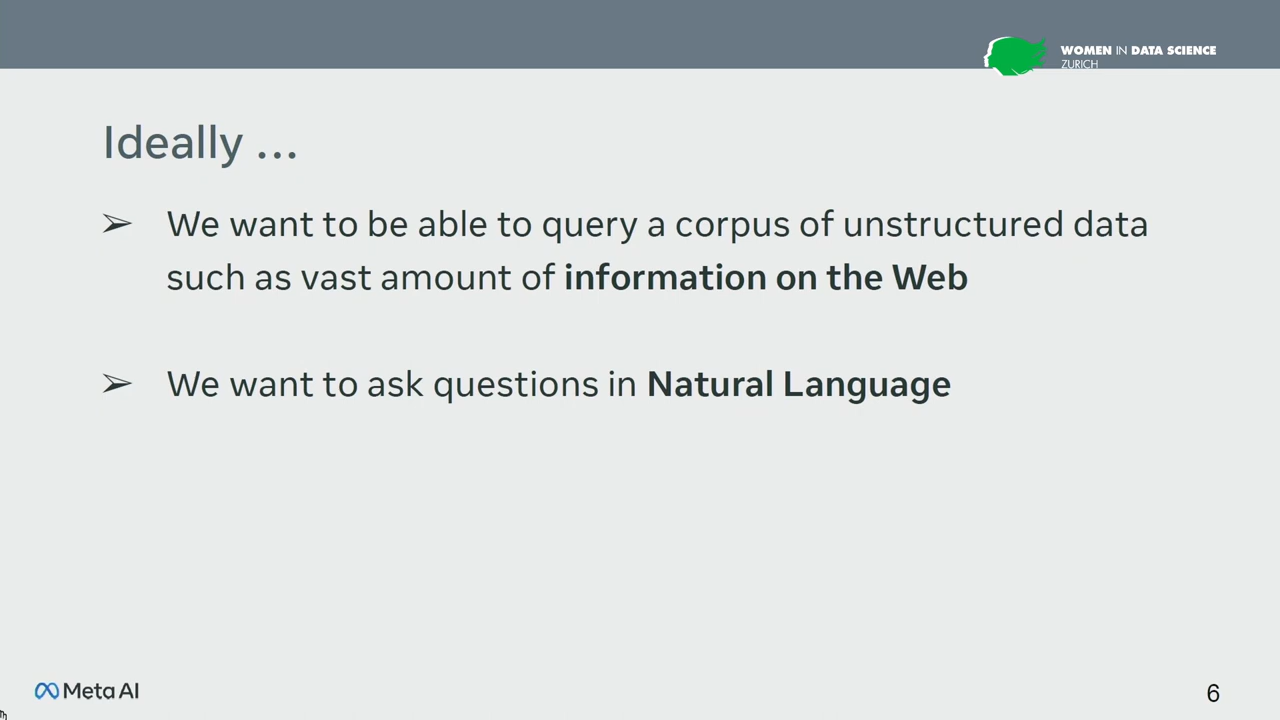 WOMEN IN DATA SCIENCE
ZURICH
Ideally ...
➢ We want to be able to query a corpus of unstructured data
such as vast amount of information on the Web
➢ We want to ask questions in Natural Language
Meta AI
6